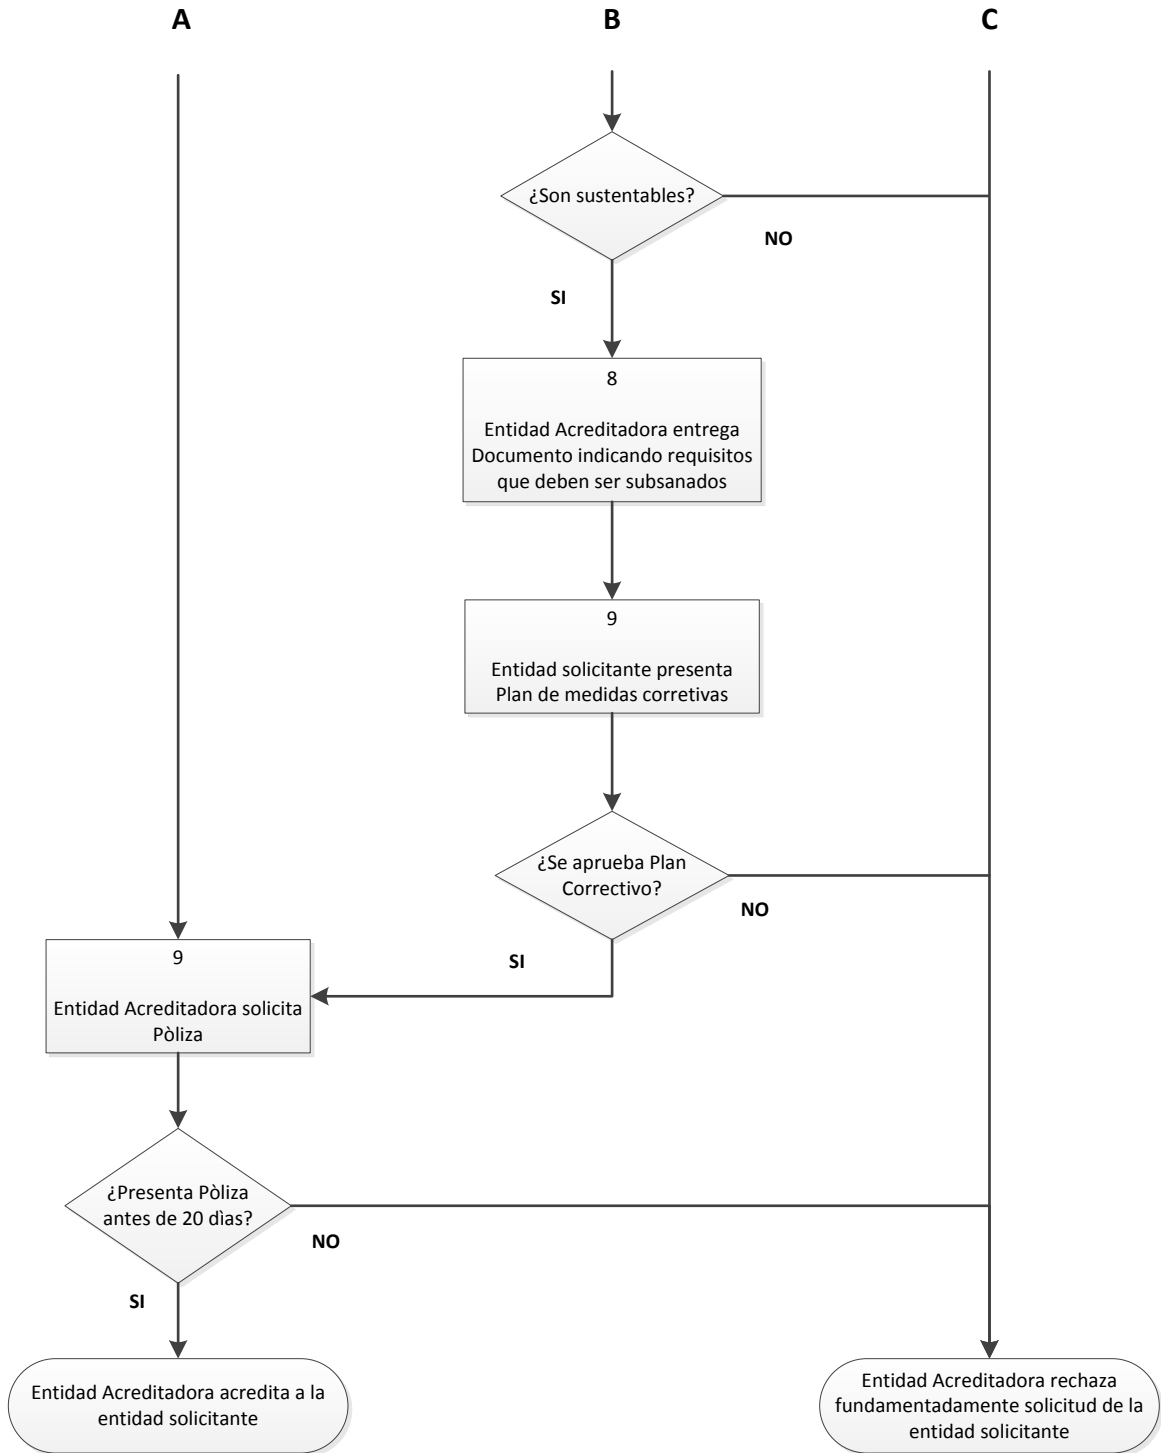 A
B
C
¿Son sustentables?
NO
SI
8
Entidad Acreditadora entrega
Documento indicando requisitos
que deben ser subsanados
9
Entidad solicitante presenta
Plan de medidas corretivas
¿Se aprueba Plan
Correctivo?
NO
SI
9
Entidad Acreditadora solicita
Pòliza
¿Presenta Pòliza
antes de 20 dìas?
NO
SI
Entidad Acreditadora acredita a la
entidad solicitante
Entidad Acreditadora rechaza
fundamentadamente solicitud de la
entidad solicitante